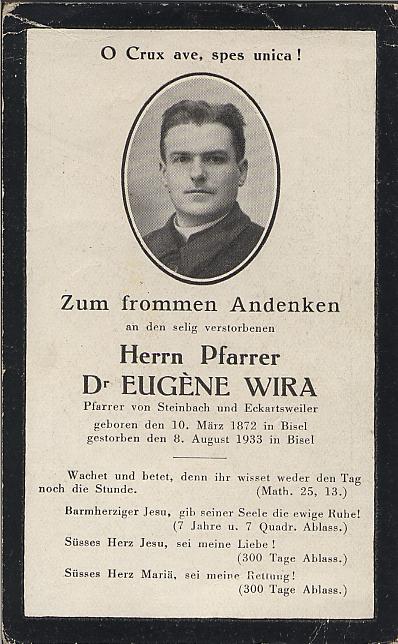 O Crux ave, spes unica !
Zum frommen Andenken
an den selig verstorbenen
Herrn Pfarrer
Dr EUGÈNE WIRA
Pfarrer von Steinbach und Eckartsweiler
geboren den 10. März 1872 in Bisel
gestorben den 8. August 1933 in Bisel
Wachet und betet, denn ihr wisset weder den Tag
noch die Stunde. (Math. 25, 13.)
Barmherziger Jesu, gib seiner Seele die ewige Ruhe!
(7 Jahre u. 7 Quadr. Ablass.)
Süsses Herz Jesu, sei meine Liebe !
(300 Tage Ablass.)
Süsses Herz Mariä, sei meine Rettung!
(300 Tage Ablass.)